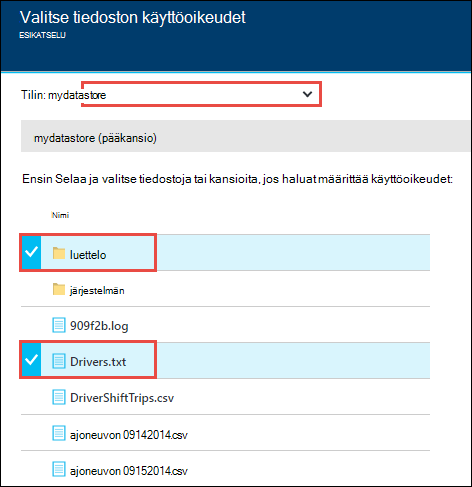 Valitse tiedoston käyttöoikeudet
ESIKATSELU
Tilin: mydatastore
mydatastore (pääkansio)
Ensin Selaa ja valitse tiedostoja tai kansioita, jos haluat määrittää käyttöoikeudet:
Nimi
luettelo
järjestelmän
909f2b.log
Drivers.txt
DriverShiftTrips.csv
ajoneuvon 09142014.csv
ajoneuvon 09152014.csv